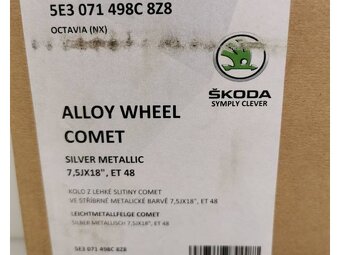 5E3 071 498C 8Z8
OCTAVIA (NX)
ŠKODA
SYMPLY CLEVER
ALLOY WHEEL
COMET
SILVER METALLIC
7,5JX18", ET 48
KOLO Z LEHKÉ SLITINY COMET
VE STŘÍBRNÉ METALICKÉ BARVĚ 7,5JX18", ET 48
LEICHTMETALLFELGE COMET
SILBER METALLISCH 7,5JX18", ET 48
5E3 071 498C 8Z8